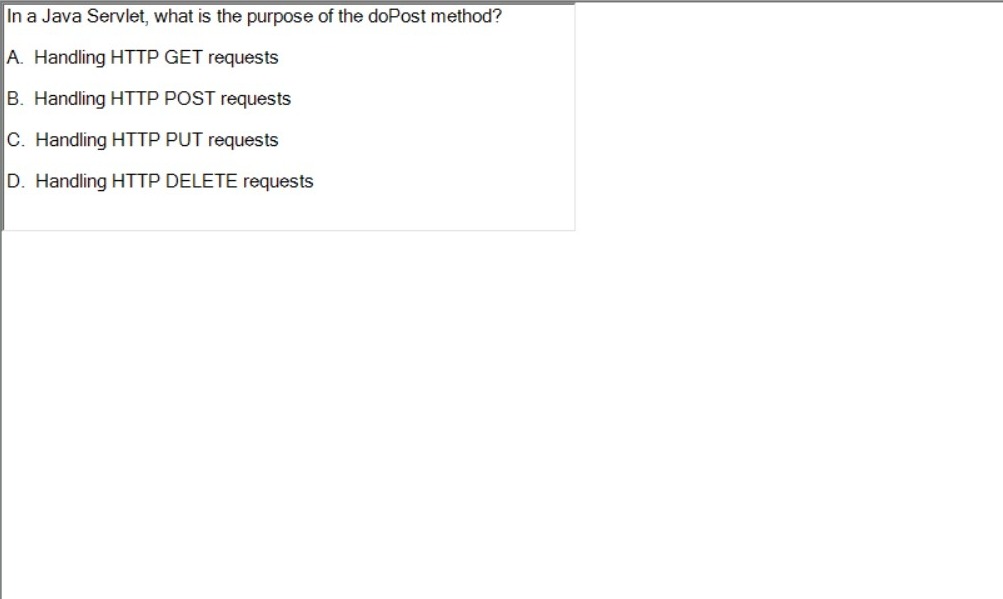 In a Java Servlet, what is the purpose of the doPost method?
A. Handling HTTP GET requests
B. Handling HTTP POST requests
C. Handling HTTP PUT requests
D. Handling HTTP DELETE requests